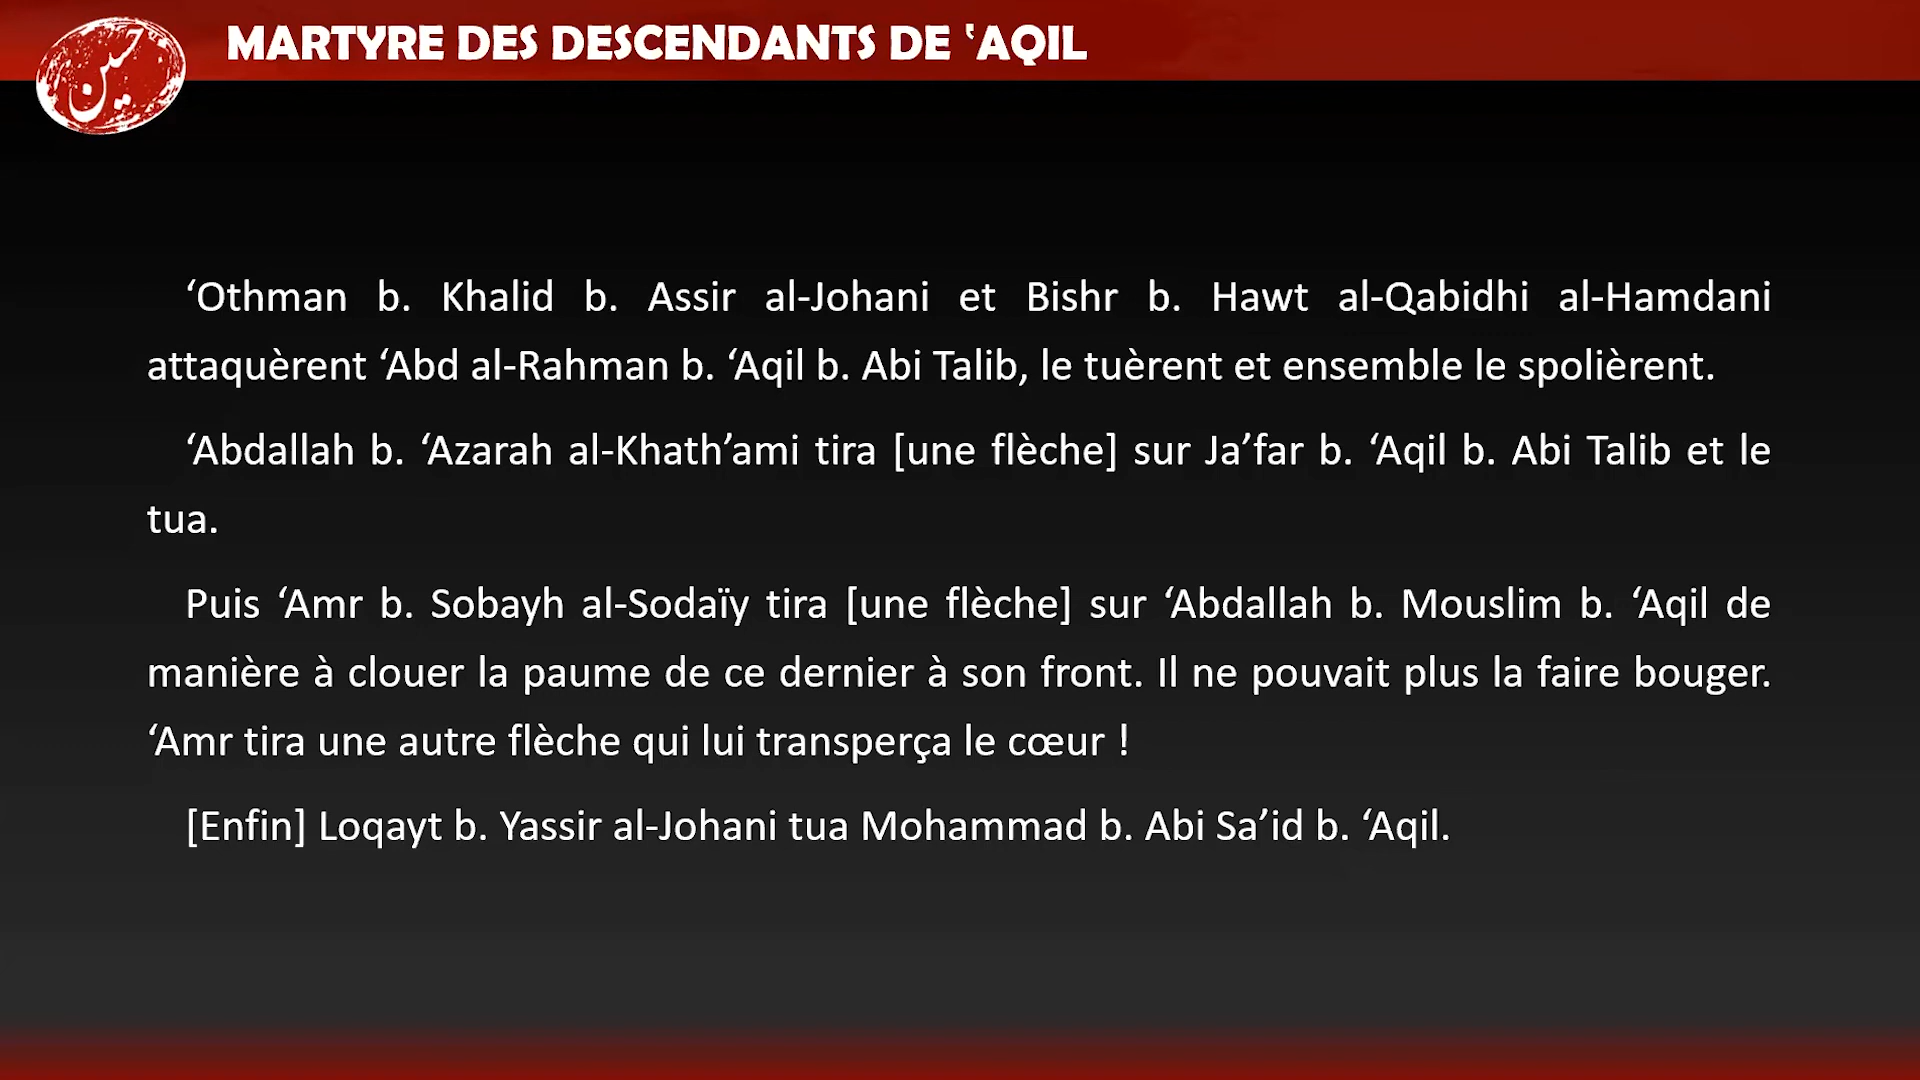 حسین
MARTYRE DES DESCENDANTS DE ‛AQIL
‘Othman b. Khalid b. Assir al-Johani et Bishr b. Hawt al-Qabidhi al-Hamdani
attaquèrent ‘Abd al-Rahman b. ‘Aqil b. Abi Talib, le tuèrent et ensemble le spolièrent.
‘Abdallah b. ‘Azarah al-Khath’ami tira [une flèche] sur Ja’far b. ‘Aqil b. Abi Talib et le
tua.
Puis ‘Amr b. Sobayh al-Sodaïy tira [une flèche] sur ‘Abdallah b. Mouslim b. ‘Aqil de
manière à clouer la paume de ce dernier à son front. Il ne pouvait plus la faire bouger.
‘Amr tira une autre flèche qui lui transperça le cœur !
[Enfin] Loqayt b. Yassir al-Johani tua Mohammad b. Abi Sa’id b. ‘Aqil.